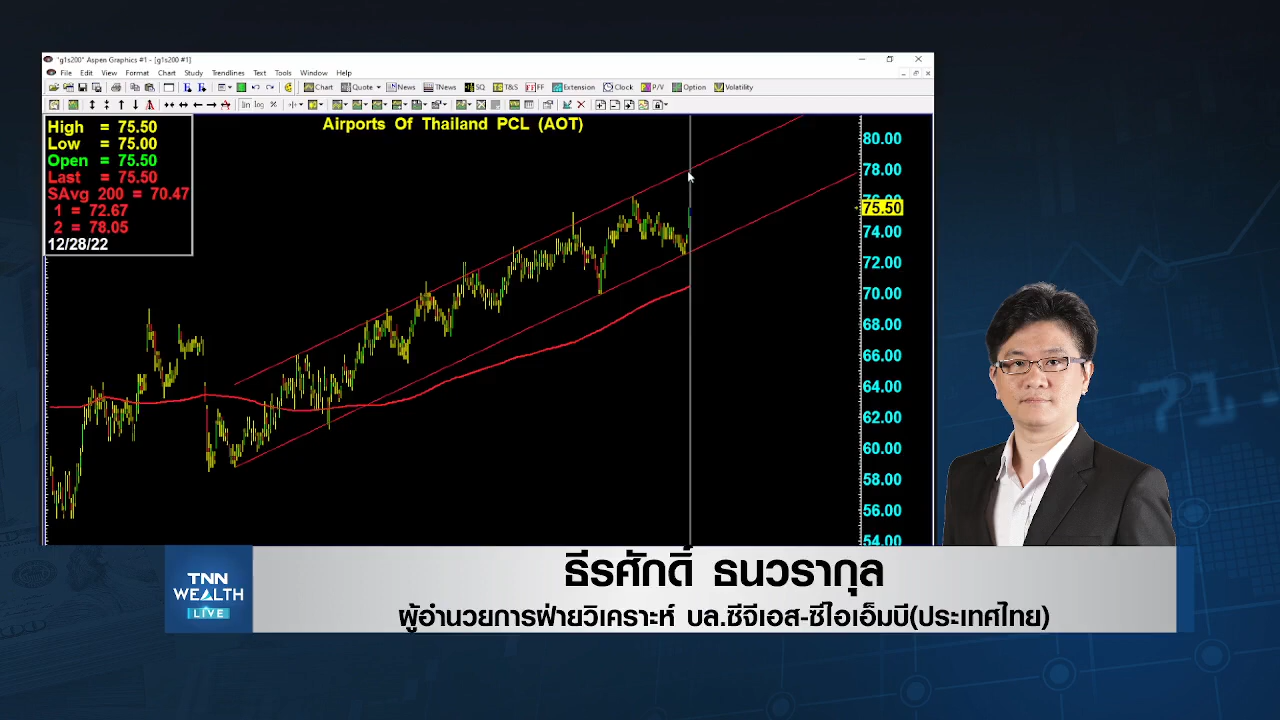 "g1s200" Aspen Graphics #1 - [g1s200 #1]
File Edit View Format Chart Study Trendlines Text Tools Window Help
Chart Quote News TNews SQ T&S FF Extension Clock P/V Option Volatility
lin log %
Airports Of Thailand PCL (AOT)
High = 75.50
Low = 75.00
Open = 75.50
Last = 75.50
SAvg 200 = 70.47
1 = 72.67
2 = 78.05
12/28/22
80.00
78.00
76.00
75.50
74.00
72.00
70.00
68.00
66.00
64.00
62.00
60.00
58.00
56.00
54.00
71.
TNN
WEALTH
LIVE
ธีรศักดิ์ ธนวรากุล
ผู้อำนวยการฝ่ายวิเคราะห์ บล.ซีจีเอส-ซีไอเอ็มบี(ประเทศไทย)